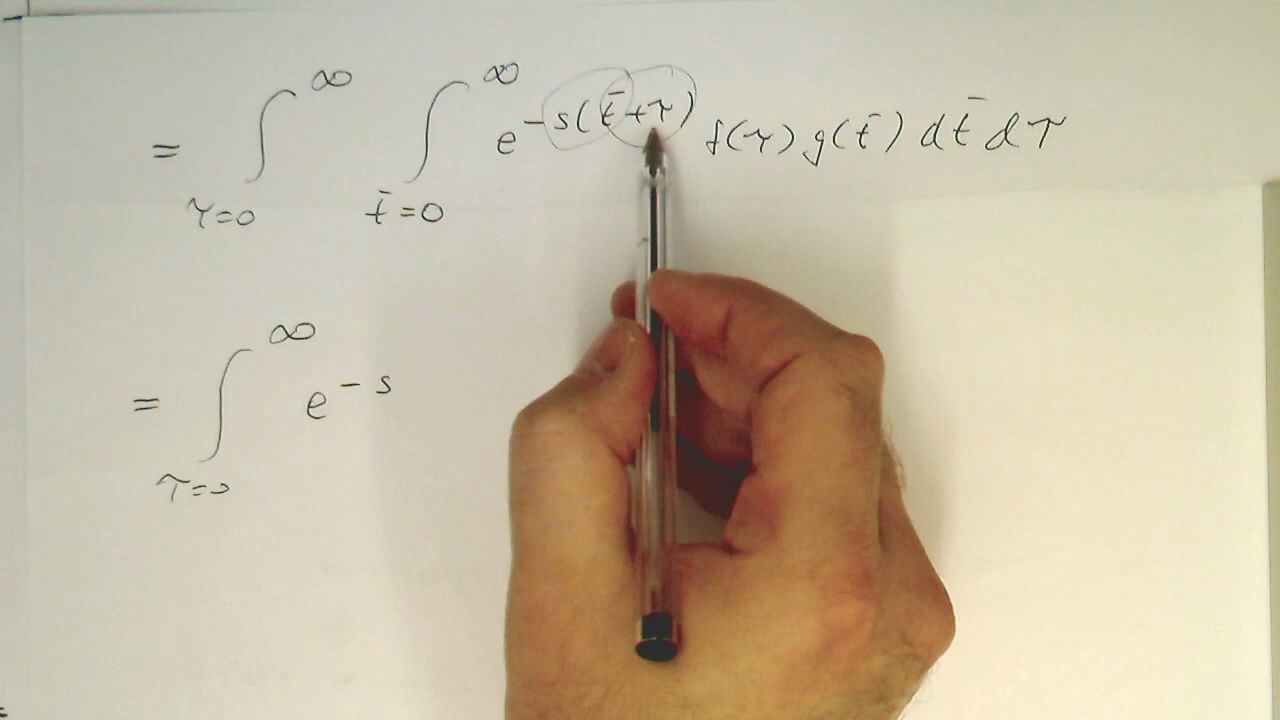 = ∫_{τ=0}^{∞} ∫_{t̄=0}^{∞} e^{-s(t̄+τ)} f(τ) g(t̄) dt̄ dτ
= ∫_{τ=0}^{∞} e^{-s